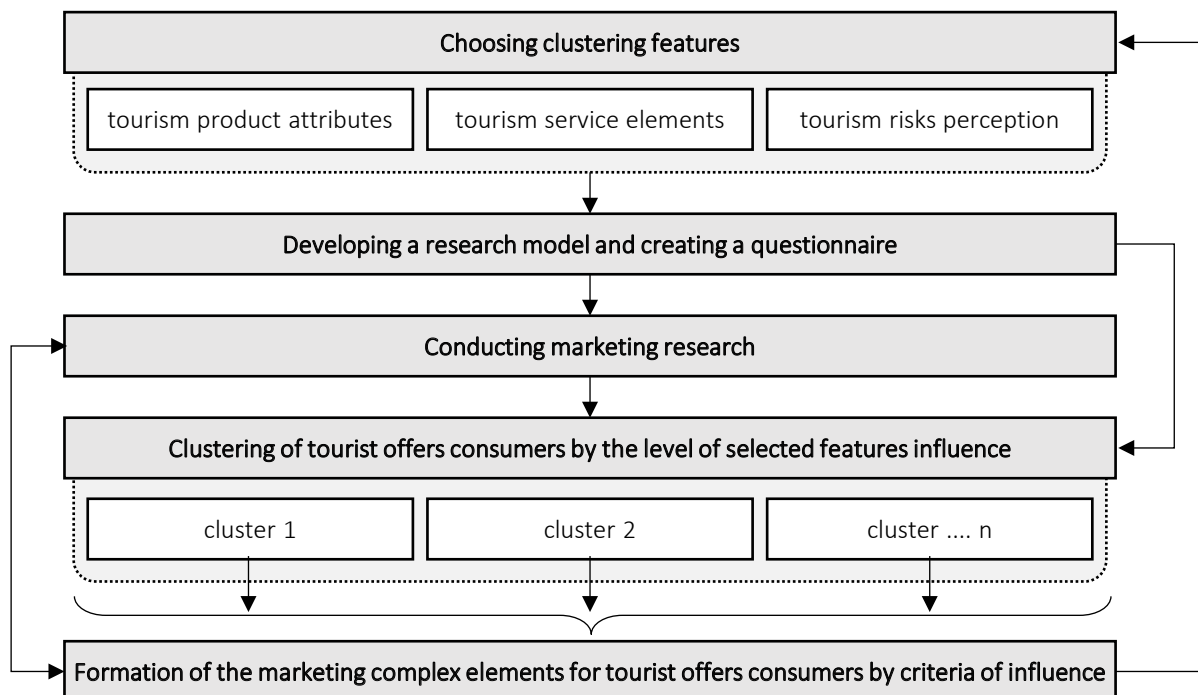 Choosing clustering features
tourism product attributes
tourism service elements
tourism risks perception
Developing a research model and creating a questionnaire
Conducting marketing research
Clustering of tourist offers consumers by the level of selected features influence
cluster 1
cluster 2
cluster .... n
Formation of the marketing complex elements for tourist offers consumers by criteria of influence